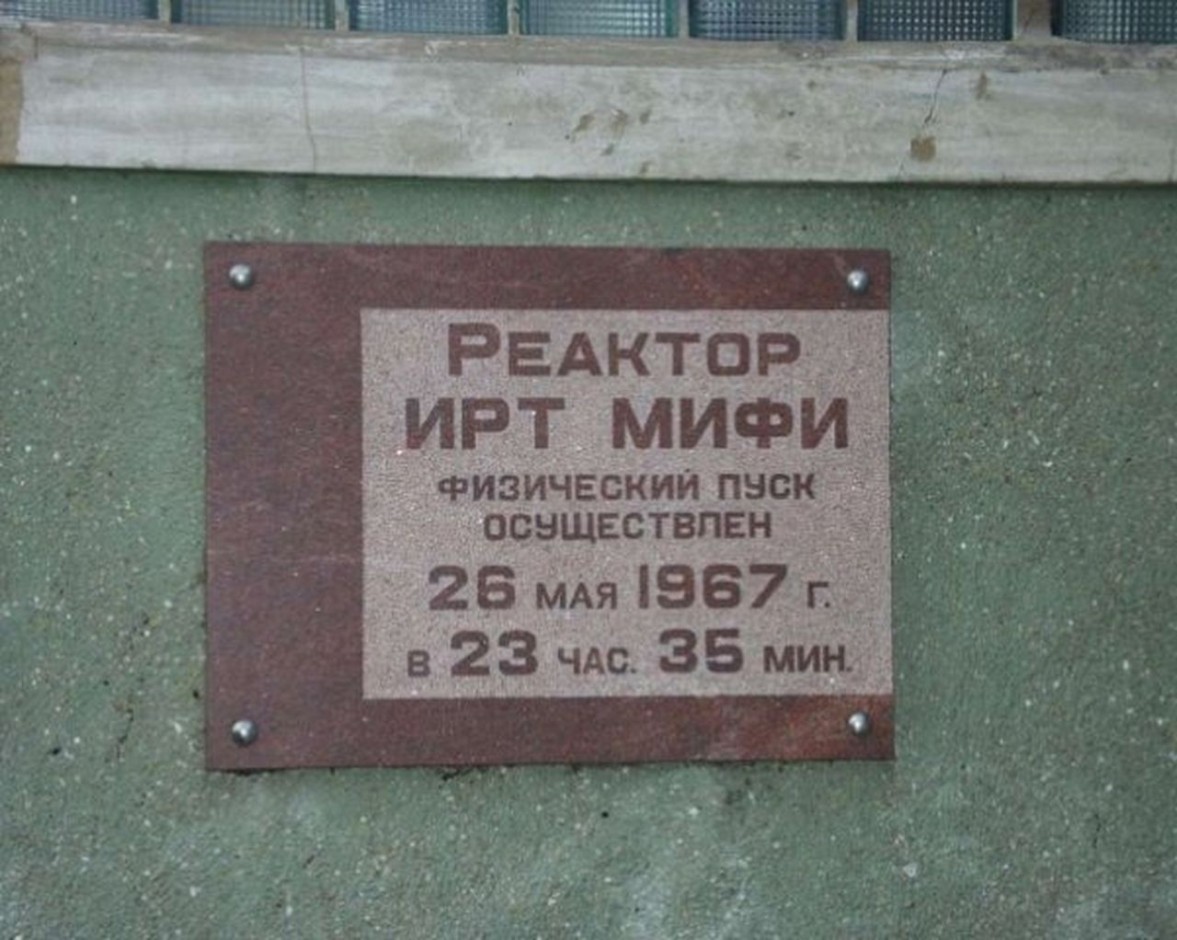 РЕАКТОР
ИРТ МИФИ
ФИЗИЧЕСКИЙ ПУСК
ОСУЩЕСТВЛЕН
26 МАЯ 1967 Г.
В 23 ЧАС. 35 МИН.